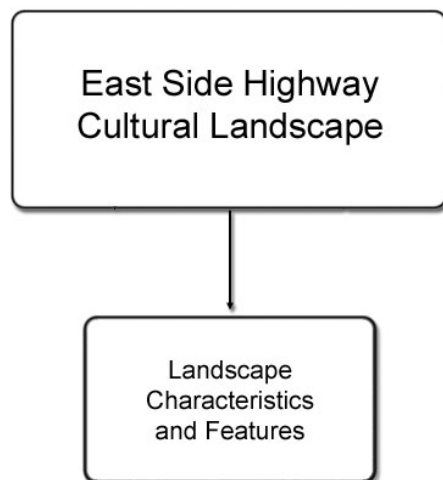 East Side Highway
Cultural Landscape
Landscape
Characteristics
and Features